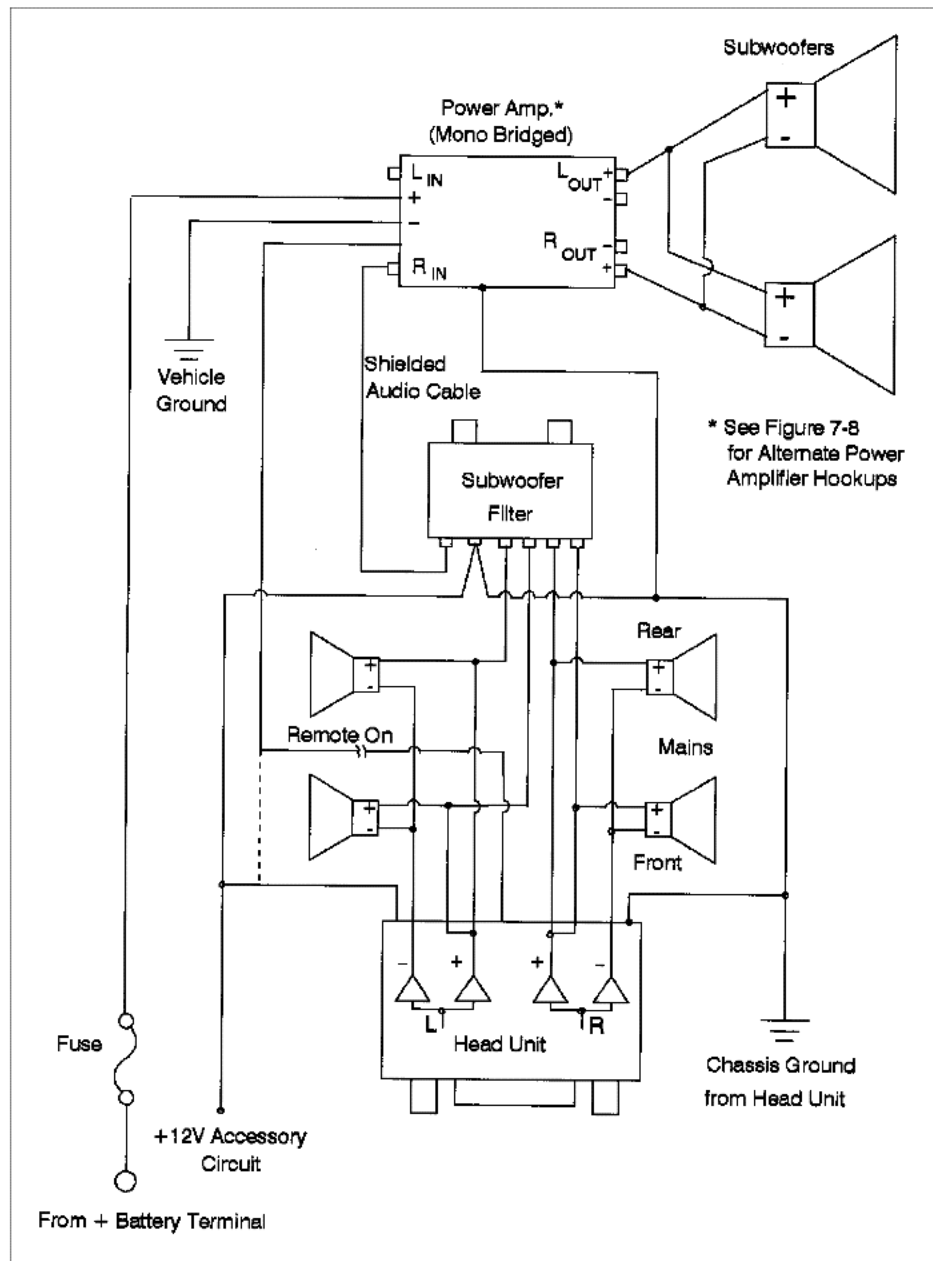 Subwoofers
+
-
Power Amp.*
(Mono Bridged)
L IN
+
-
R IN
L OUT +
-
R OUT -
+
+
-
Vehicle
Ground
Shielded
Audio Cable
* See Figure 7-8
for Alternate Power
Amplifier Hookups
Subwoofer
Filter
Rear
+
-
+
-
Remote On
Mains
+
-
+
-
Front
- + + -
L R
Head Unit
Fuse
Chassis Ground
from Head Unit
+12V Accessory
Circuit
From + Battery Terminal